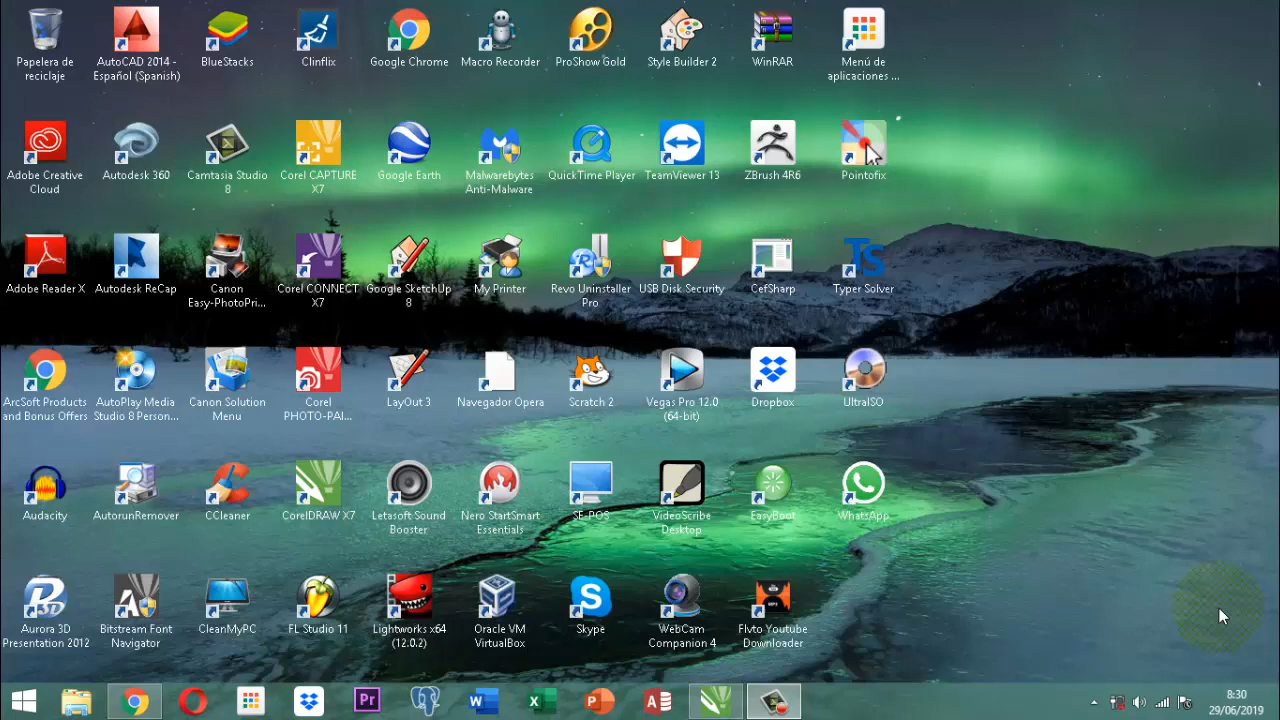 Papelera de
reciclaje
AutoCAD 2014 -
Español (Spanish)
BlueStacks
Clinflix
Google Chrome
Macro Recorder
ProShow Gold
Style Builder 2
WinRAR
Menú de
aplicaciones ...
Adobe Creative
Cloud
Autodesk 360
Camtasia Studio
8
Corel CAPTURE
X7
Google Earth
Malwarebytes
Anti-Malware
QuickTime Player
TeamViewer 13
ZBrush 4R6
Pointofix
Adobe Reader X
Autodesk ReCap
Canon
Easy-PhotoPri...
Corel CONNECT
X7
Google SketchUp
8
My Printer
Revo Uninstaller
Pro
USB Disk Security
CefSharp
Ts
Typer Solver
ArcSoft Products
and Bonus Offers
AutoPlay Media
Studio 8 Person...
Canon Solution
Menu
Corel
PHOTO-PAI...
LayOut 3
Navegador Opera
Scratch 2
Vegas Pro 12.0
(64-bit)
Dropbox
UltraISO
Audacity
AutorunRemover
CCleaner
CorelDRAW X7
Letasoft Sound
Booster
Nero StartSmart
Essentials
SE-POS
VideoScribe
Desktop
EasyBoot
WhatsApp
Aurora 3D
Presentation 2012
Bitstream Font
Navigator
CleanMyPC
FL Studio 11
Lightworks x64
(12.0.2)
Oracle VM
VirtualBox
Skype
WebCam
Companion 4
Flvto Youtube
Downloader
Pr
8:30
29/06/2019